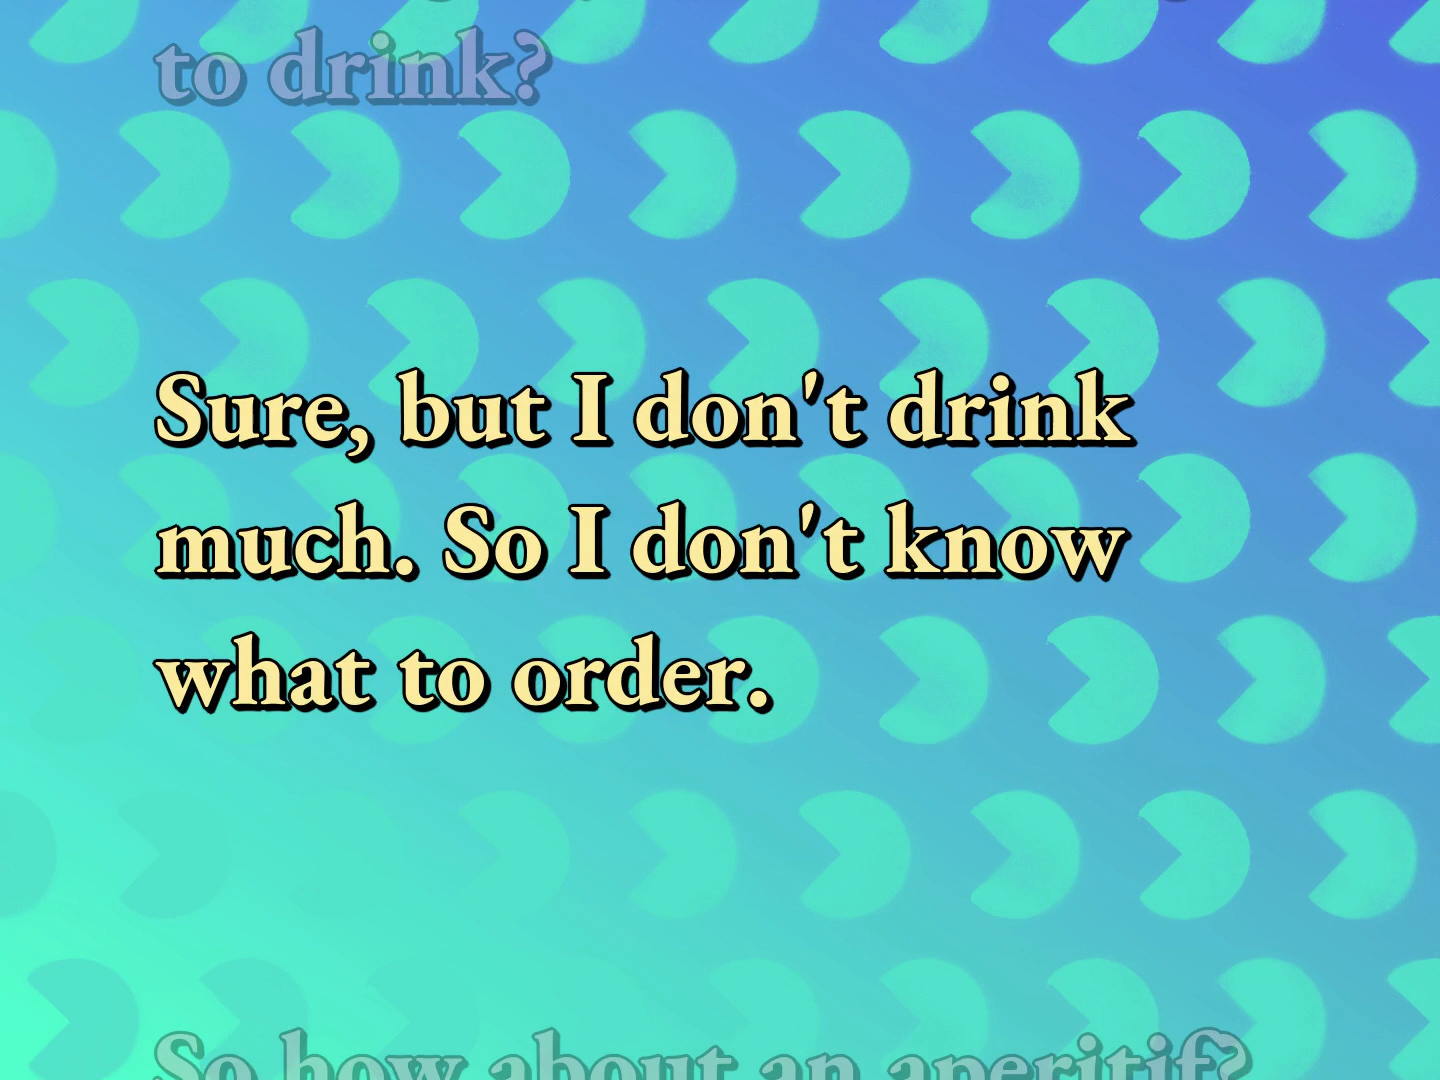 to drink?
Sure, but I don't drink
much. So I don't know
what to order.
So how about an aperitif?